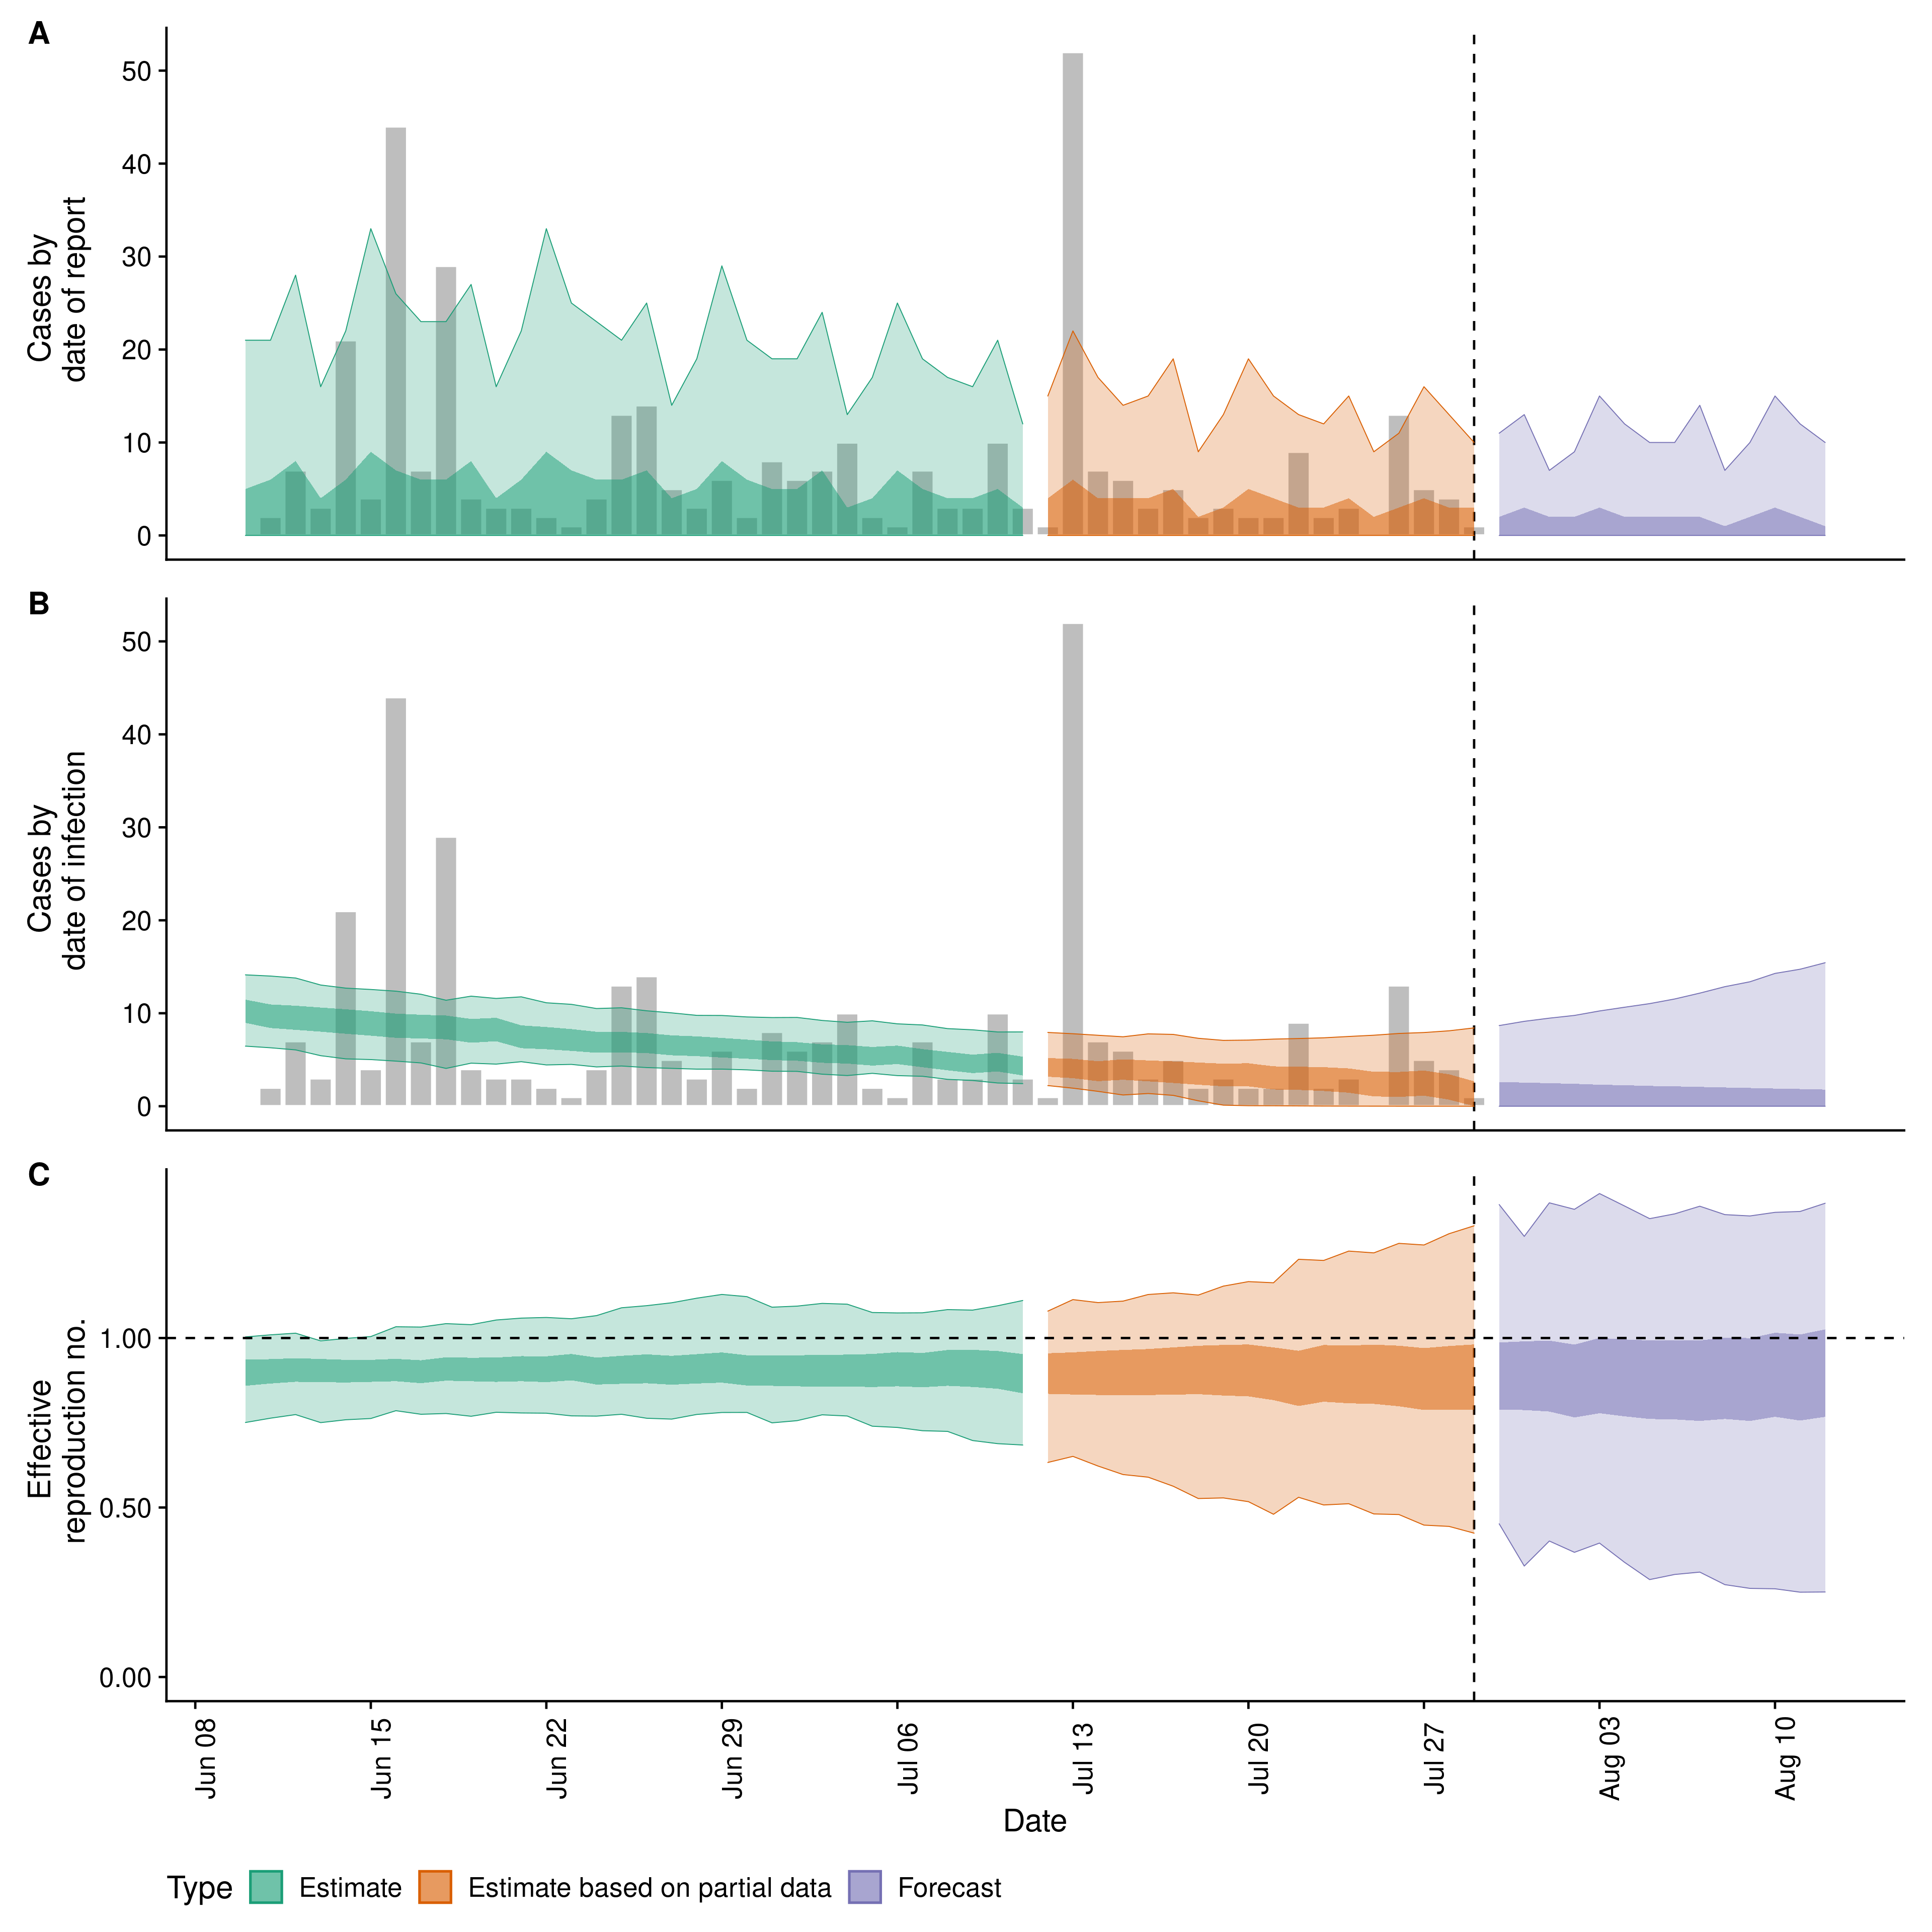 A
50
40
30
20
10
0
Cases by
date of report
B
50
40
30
20
10
0
Cases by
date of infection
C
1.00
0.50
0.00
Effective
reproduction no.
Jun 08
Jun 15
Jun 22
Jun 29
Jul 06
Jul 13
Jul 20
Jul 27
Aug 03
Aug 10
Date
Type Estimate Estimate based on partial data Forecast